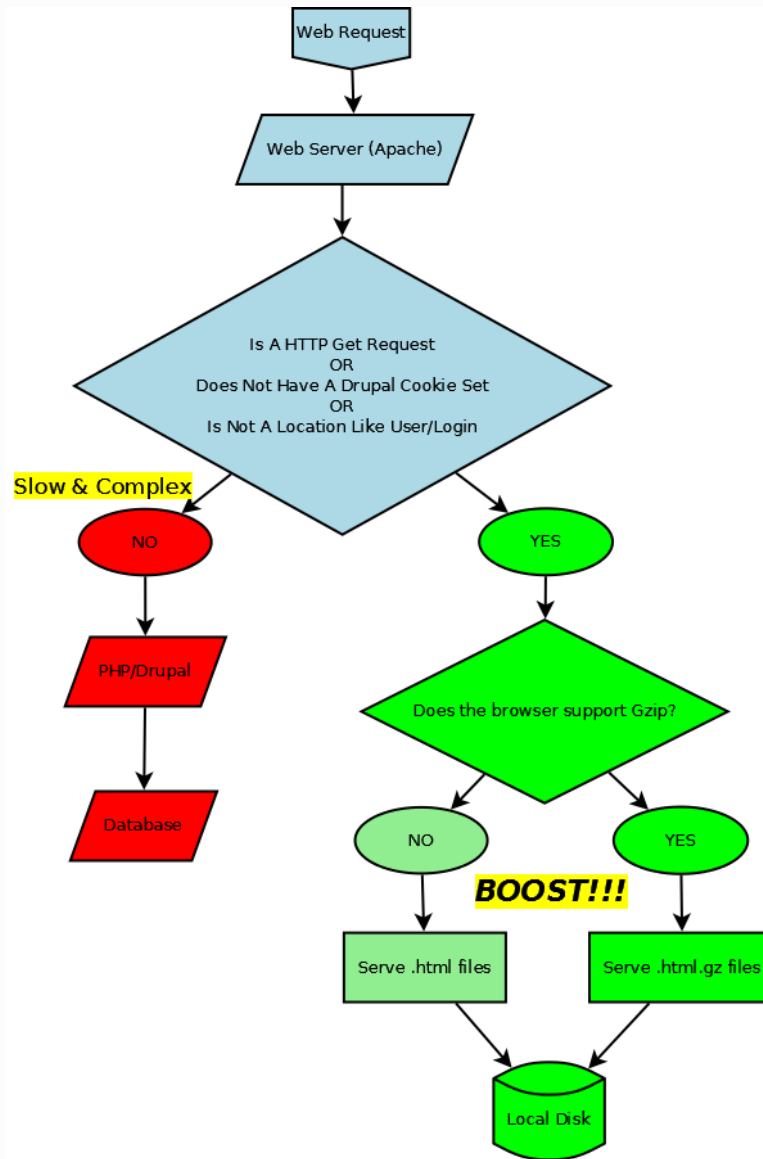 Web Request
Web Server (Apache)
Is A HTTP Get Request
OR
Does Not Have A Drupal Cookie Set
OR
Is Not A Location Like User/Login
Slow & Complex
NO
YES
PHP/Drupal
Does the browser support Gzip?
Database
NO
YES
BOOST!!!
Serve .html files
Serve .html.gz files
Local Disk